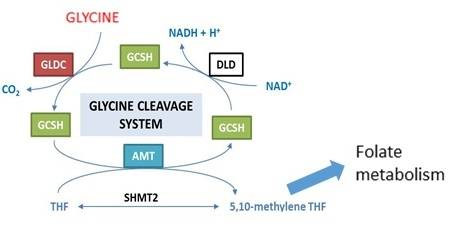 GLYCINE
NADH + H⁺
GCSH
GLDC
DLD
CO₂
NAD⁺
GLYCINE CLEAVAGE
SYSTEM
GCSH
GCSH
AMT
Folate
metabolism
SHMT2
THF
5,10-methylene THF